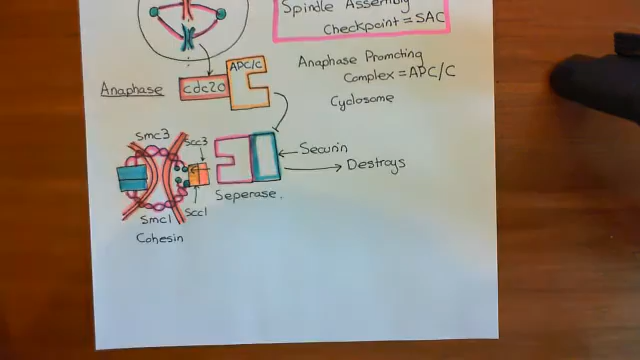 Spindle Assembly
Checkpoint = SAC
APC/C
Anaphase
cdc20
Anaphase Promoting
Complex = APC/C
Cyclosome
Smc3
Scc3
Securin
Destroys
Seperase.
Smc1
Scc1
Cohesin